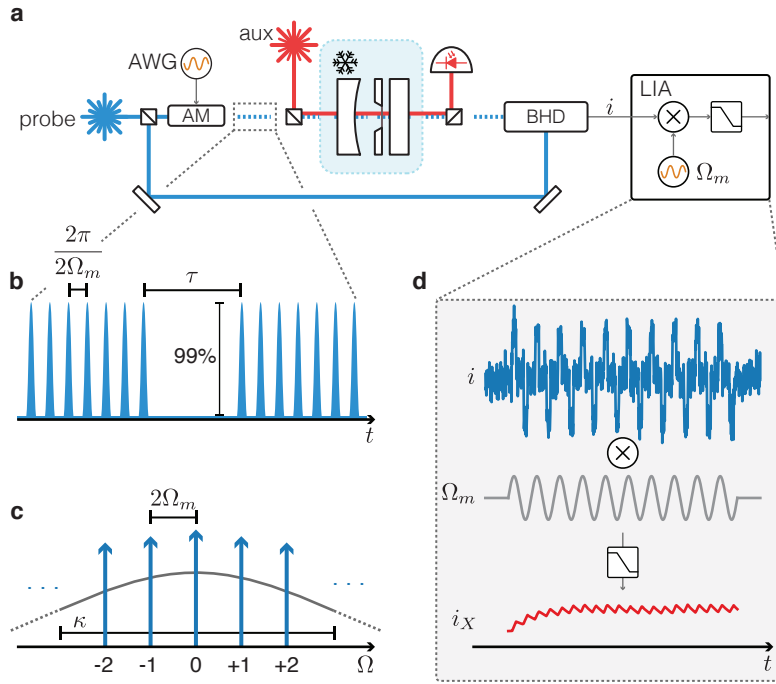 a
aux
AWG
probe
AM
BHD
i
LIA
Ω_m
2π
2Ω_m
b
τ
99%
t
c
2Ω_m
. . .
. . .
κ
-2 -1 0 +1 +2 Ω
d
i
Ω_m
i_X
t